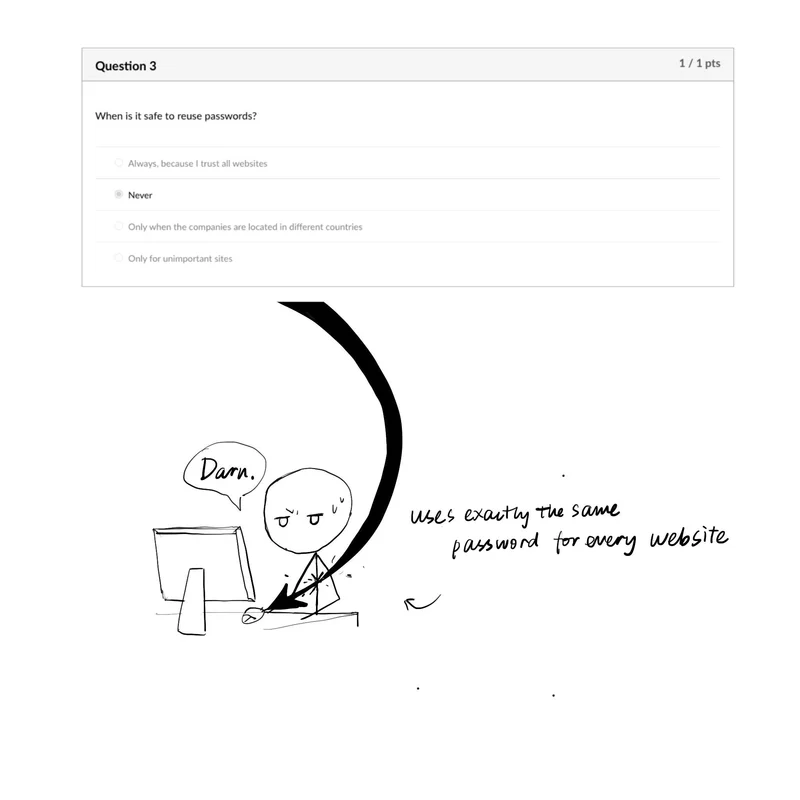 Question 3
1 / 1 pts
When is it safe to reuse passwords?
Always, because I trust all websites
Never
Only when the companies are located in different countries
Only for unimportant sites
Darn.
uses exactly the same
password for every website